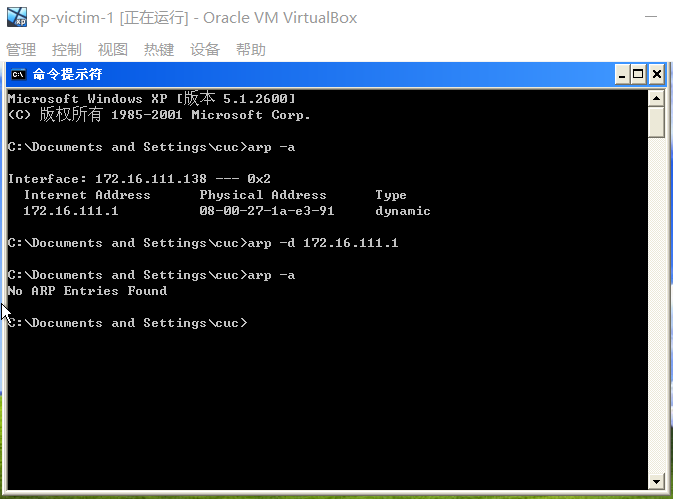 xp-victim-1 [正在运行] - Oracle VM VirtualBox
管理 控制 视图 热键 设备 帮助
命令提示符
Microsoft Windows XP [版本 5.1.2600]
(C) 版权所有 1985-2001 Microsoft Corp.
C:\Documents and Settings\cuc>arp -a
Interface: 172.16.111.138 --- 0x2
Internet Address Physical Address Type
172.16.111.1 08-00-27-1a-e3-91 dynamic
C:\Documents and Settings\cuc>arp -d 172.16.111.1
C:\Documents and Settings\cuc>arp -a
No ARP Entries Found
C:\Documents and Settings\cuc>